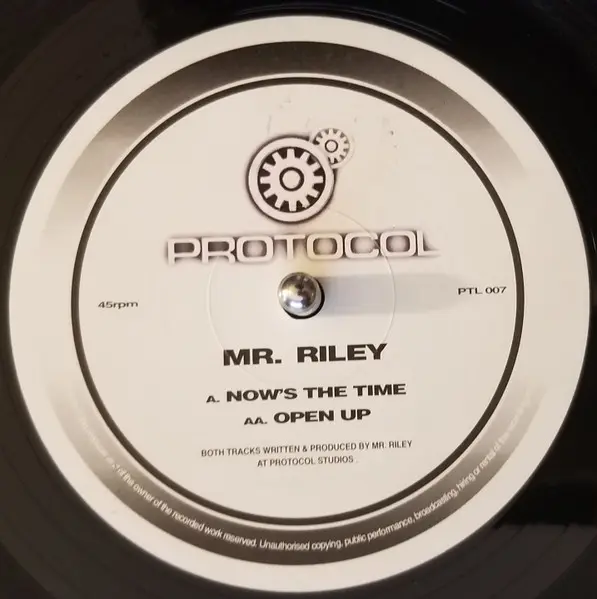 PROTOCOL
45rpm
PTL 007
MR. RILEY
A. NOW'S THE TIME
AA. OPEN UP
BOTH TRACKS WRITTEN & PRODUCED BY MR. RILEY
AT PROTOCOL STUDIOS
of the owner of the recorded work reserved. Unauthorised copying, public performance, broadcasting, hiring or rental of